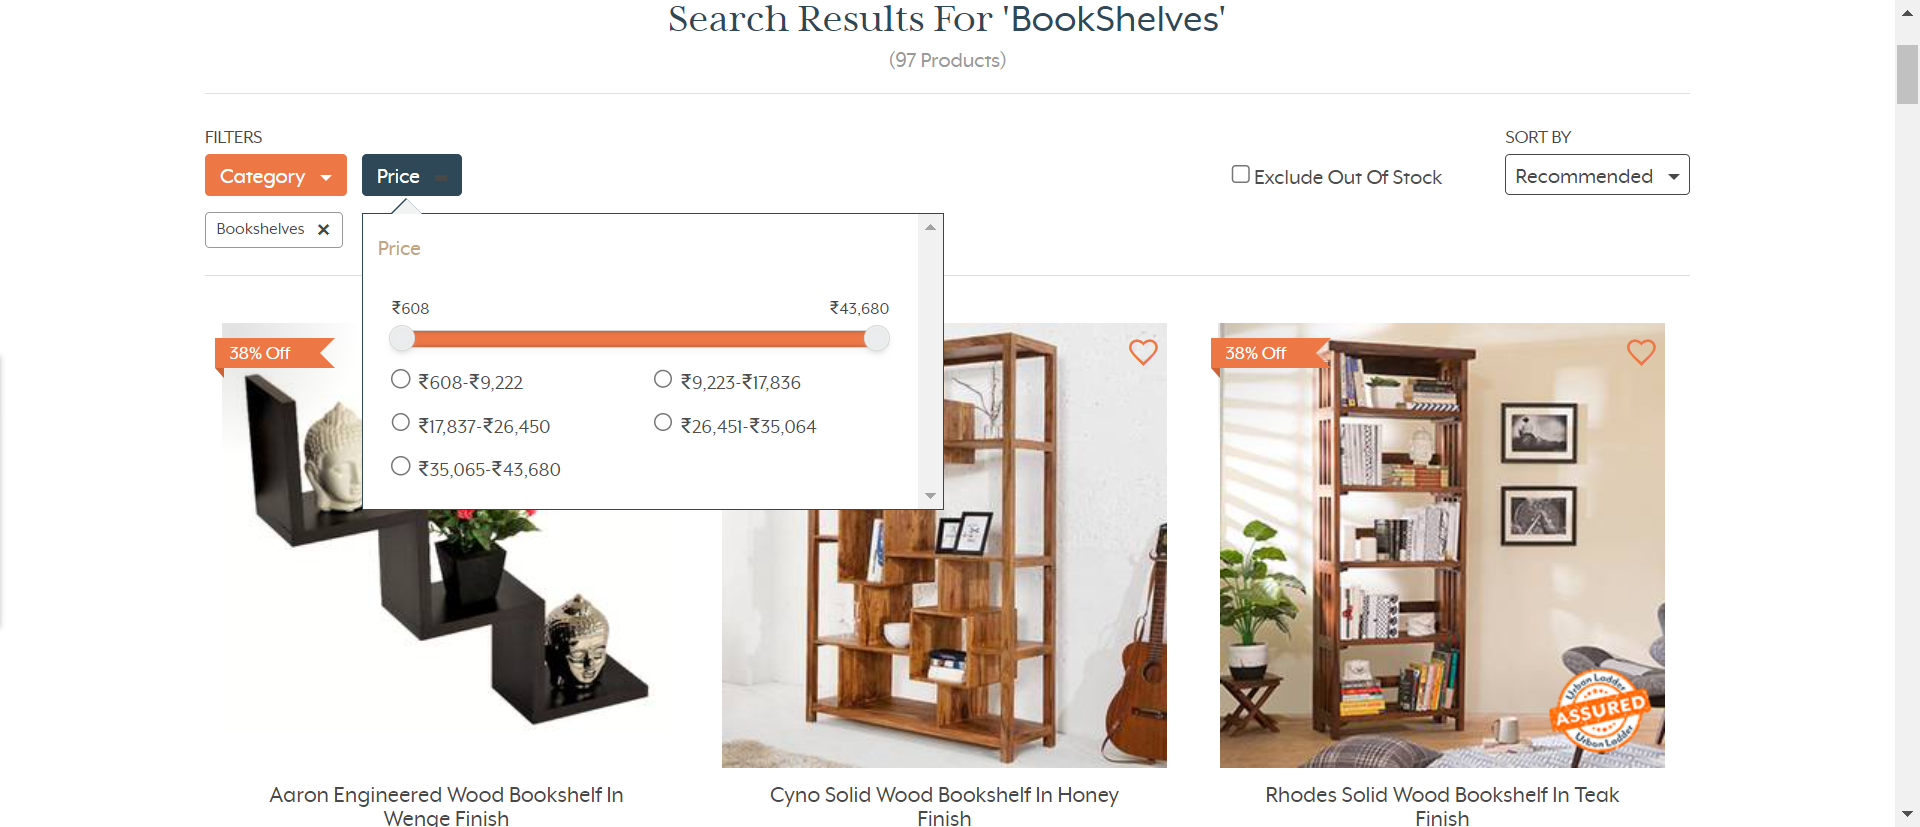 Search Results For 'BookShelves'
(97 Products)
FILTERS
SORT BY
Category
Price
Exclude Out Of Stock
Recommended
Bookshelves ×
Price
₹608
₹43,680
₹608-₹9,222
₹9,223-₹17,836
₹17,837-₹26,450
₹26,451-₹35,064
₹35,065-₹43,680
38% Off
38% Off
Urban Ladder
ASSURED
Urban Ladder
Aaron Engineered Wood Bookshelf In
Wenge Finish
Cyno Solid Wood Bookshelf In Honey
Finish
Rhodes Solid Wood Bookshelf In Teak
Finish